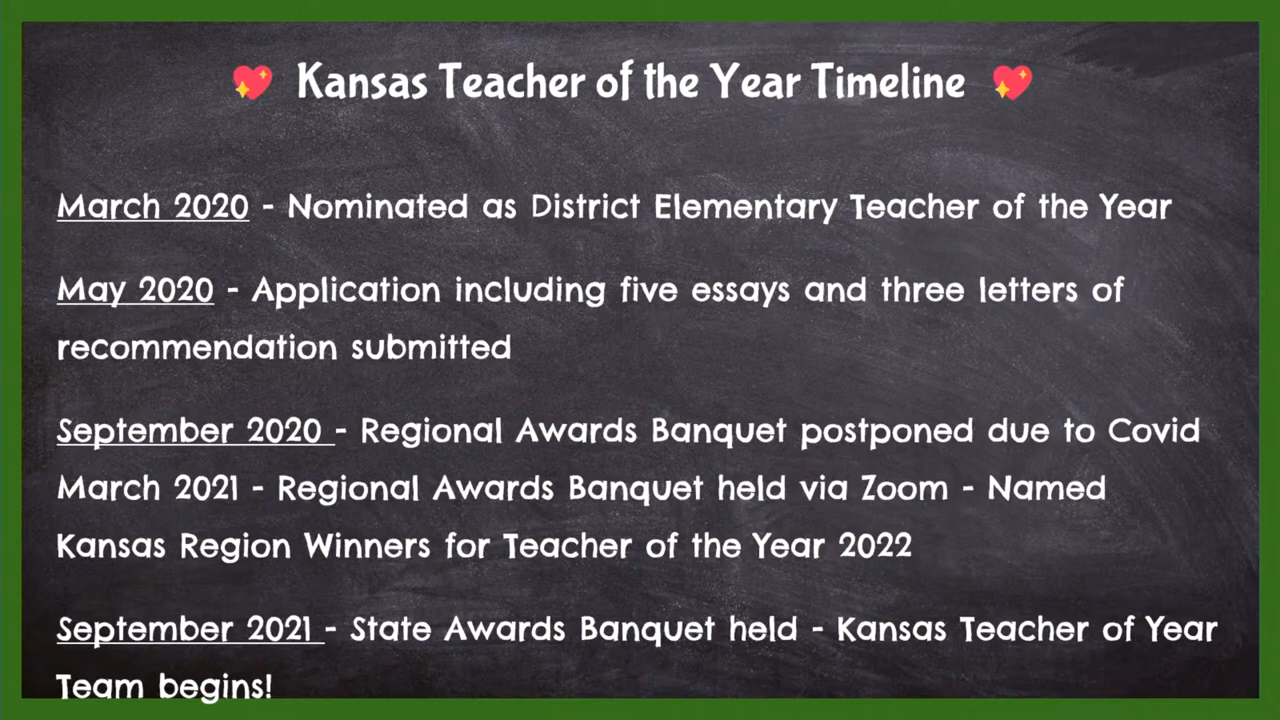 Kansas Teacher of the Year Timeline
March 2020 - Nominated as District Elementary Teacher of the Year
May 2020 - Application including five essays and three letters of
recommendation submitted
September 2020 - Regional Awards Banquet postponed due to Covid
March 2021 - Regional Awards Banquet held via Zoom - Named
Kansas Region Winners for Teacher of the Year 2022
September 2021 - State Awards Banquet held - Kansas Teacher of Year
Team begins!